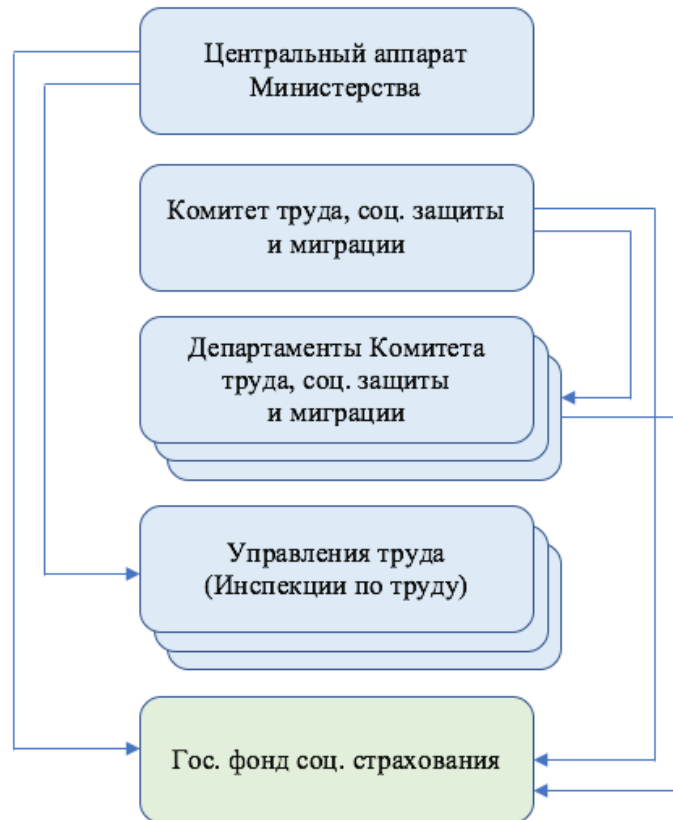 Центральный аппарат
Министерства
Комитет труда, соц. защиты
и миграции
Департаменты Комитета
труда, соц. защиты
и миграции
Управления труда
(Инспекции по труду)
Гос. фонд соц. страхования